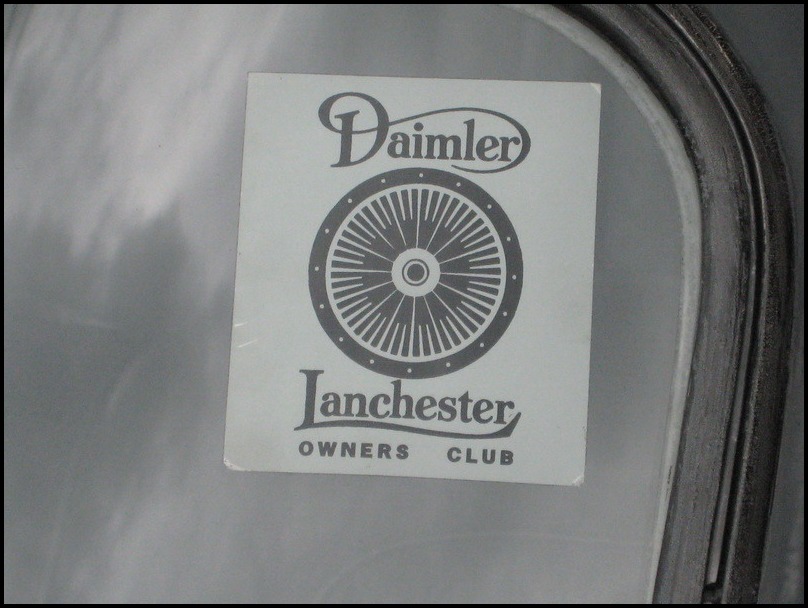 Daimler
Lanchester
OWNERS CLUB